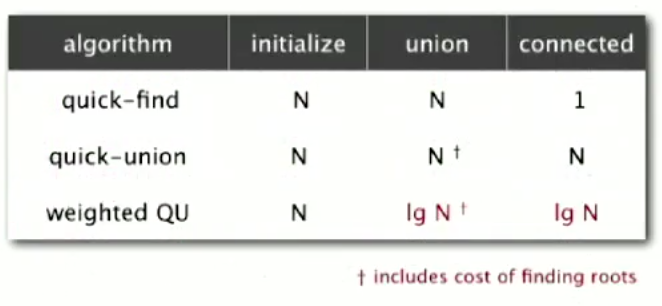 algorithm initialize union connected
quick-find N N 1
quick-union N N † N
weighted QU N lg N † lg N
† includes cost of finding roots